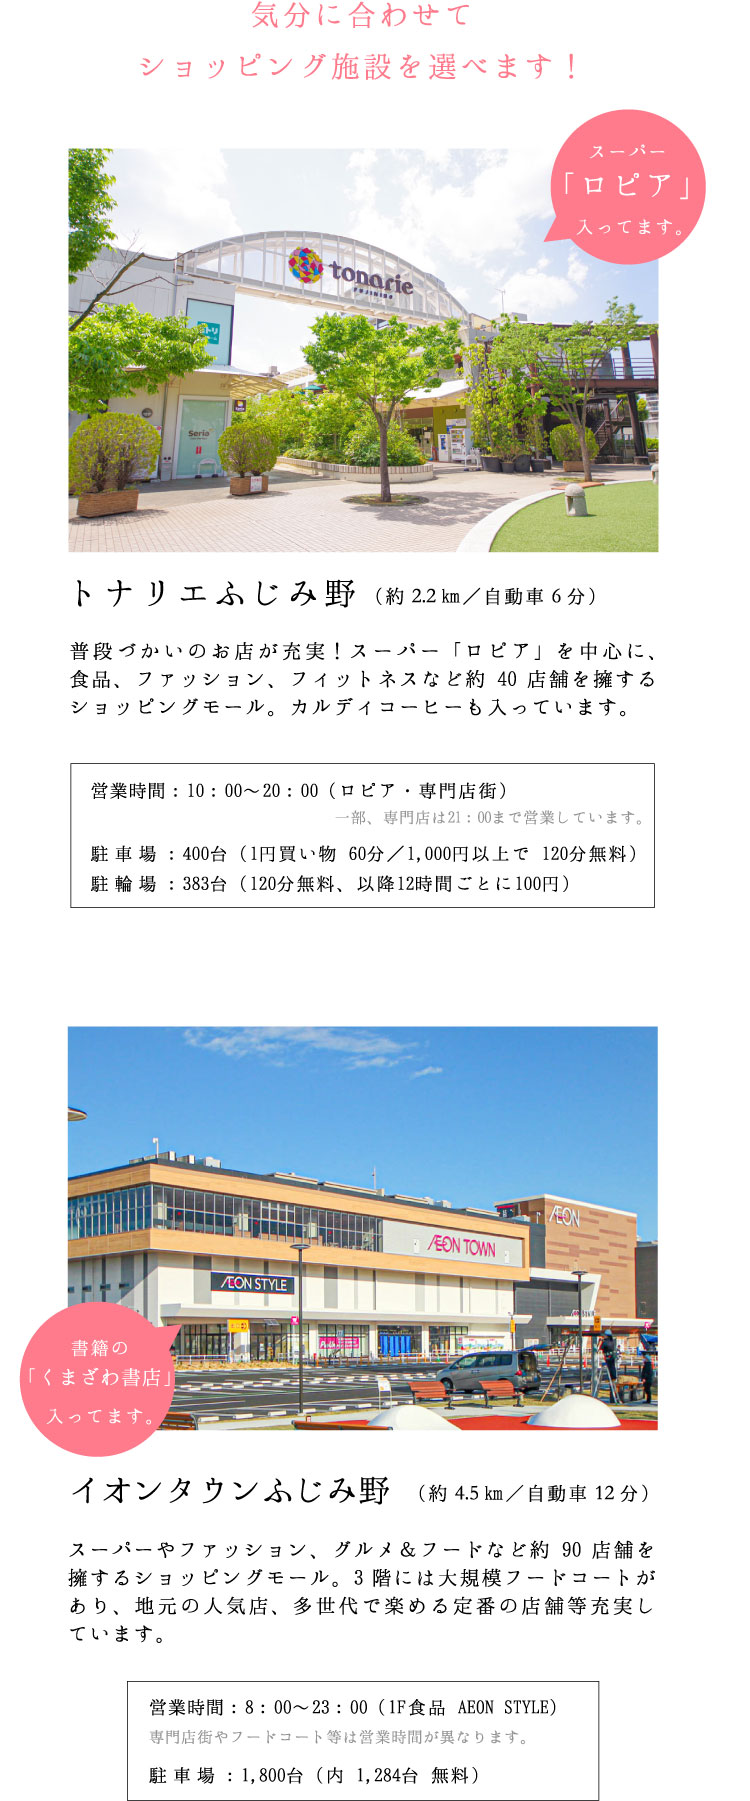 気分に合わせて
ショッピング施設を選べます！
スーパー
「ロピア」
入ってます。
tonarie
FUJIMINO
ニトリ
Seria
トナリエふじみ野（約 2.2 ㎞／自動車 6 分）
普段づかいのお店が充実！スーパー「ロピア」を中心に、
食品、ファッション、フィットネスなど約 40 店舗を擁する
ショッピングモール。カルディコーヒーも入っています。
営業時間：10：00～20：00（ロピア・専門店街）
一部、専門店は21：00まで営業しています。
駐車場：400台（1円買い物 60分／1,000円以上で 120分無料）
駐輪場：383台（120分無料、以降12時間ごとに100円）
AEON
AEON TOWN
AEON STYLE
書籍の
「くまざわ書店」
入ってます。
イオンタウンふじみ野（約 4.5 ㎞／自動車 12 分）
スーパーやファッション、グルメ＆フードなど約 90 店舗を
擁するショッピングモール。3 階には大規模フードコートが
あり、地元の人気店、多世代で楽める定番の店舗等充実し
ています。
営業時間：8：00～23：00（1F食品 AEON STYLE）
専門店街やフードコート等は営業時間が異なります。
駐車場：1,800台（内 1,284台 無料）